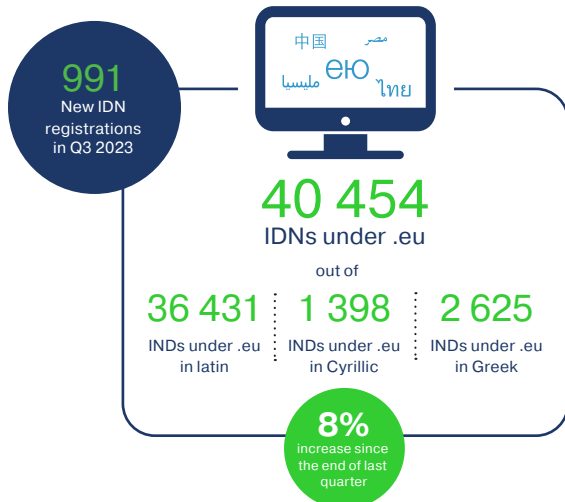 991
New IDN
registrations
in Q3 2023
中国
مصر
ею
مليسيا
ไทย
40 454
IDNs under .eu
out of
36 431
INDs under .eu
in latin
1 398
INDs under .eu
in Cyrillic
2 625
INDs under .eu
in Greek
8%
increase since
the end of last
quarter